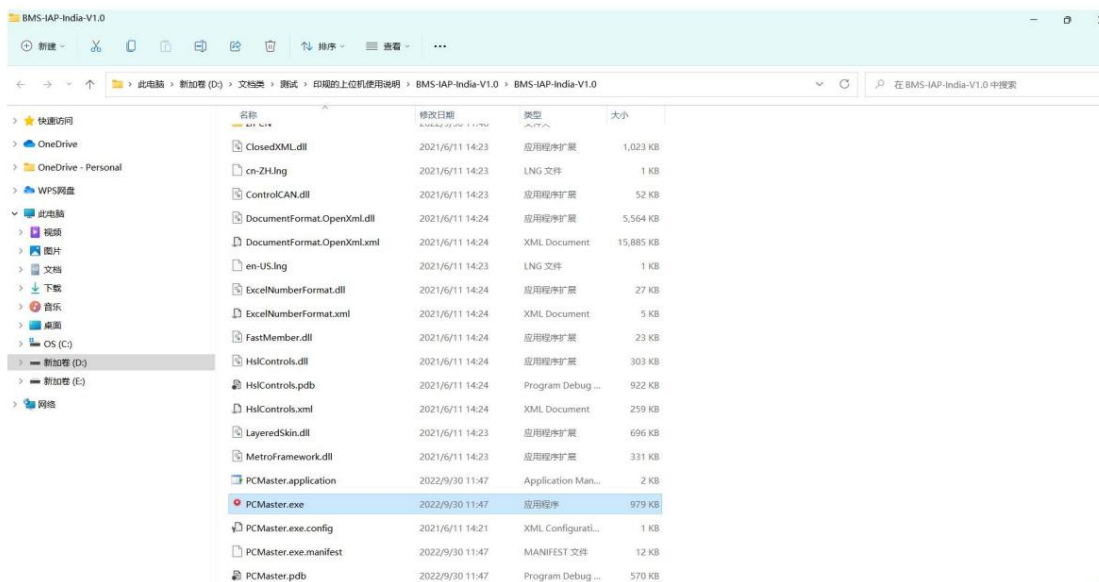 BMS-IAP-India-V1.0
新建
排序
查看
此电脑 › 新加卷 (D:) › 文档类 › 测试 › 印规的上位机使用说明 › BMS-IAP-India-V1.0 › BMS-IAP-India-V1.0
在 BMS-IAP-India-V1.0 中搜索
快速访问
OneDrive
OneDrive - Personal
WPS网盘
此电脑
视频
图片
文档
下载
音乐
桌面
OS (C:)
新加卷 (D:)
新加卷 (E:)
网络
名称 修改日期 类型 大小
ClosedXML.dll 2021/6/11 14:23 应用程序扩展 1,023 KB
cn-ZH.lng 2021/6/11 14:23 LNG 文件 1 KB
ControlCAN.dll 2021/6/11 14:23 应用程序扩展 52 KB
DocumentFormat.OpenXml.dll 2021/6/11 14:24 应用程序扩展 5,564 KB
DocumentFormat.OpenXml.xml 2021/6/11 14:24 XML Document 15,885 KB
en-US.lng 2021/6/11 14:23 LNG 文件 1 KB
ExcelNumberFormat.dll 2021/6/11 14:24 应用程序扩展 27 KB
ExcelNumberFormat.xml 2021/6/11 14:24 XML Document 5 KB
FastMember.dll 2021/6/11 14:24 应用程序扩展 23 KB
HslControls.dll 2021/6/11 14:24 应用程序扩展 303 KB
HslControls.pdb 2021/6/11 14:24 Program Debug ... 922 KB
HslControls.xml 2021/6/11 14:24 XML Document 259 KB
LayeredSkin.dll 2021/6/11 14:23 应用程序扩展 696 KB
MetroFramework.dll 2021/6/11 14:23 应用程序扩展 331 KB
PCMaster.application 2022/9/30 11:47 Application Man... 2 KB
PCMaster.exe 2022/9/30 11:47 应用程序 979 KB
PCMaster.exe.config 2021/6/11 14:21 XML Configurati... 1 KB
PCMaster.exe.manifest 2022/9/30 11:47 MANIFEST 文件 12 KB
PCMaster.pdb 2022/9/30 11:47 Program Debug ... 570 KB